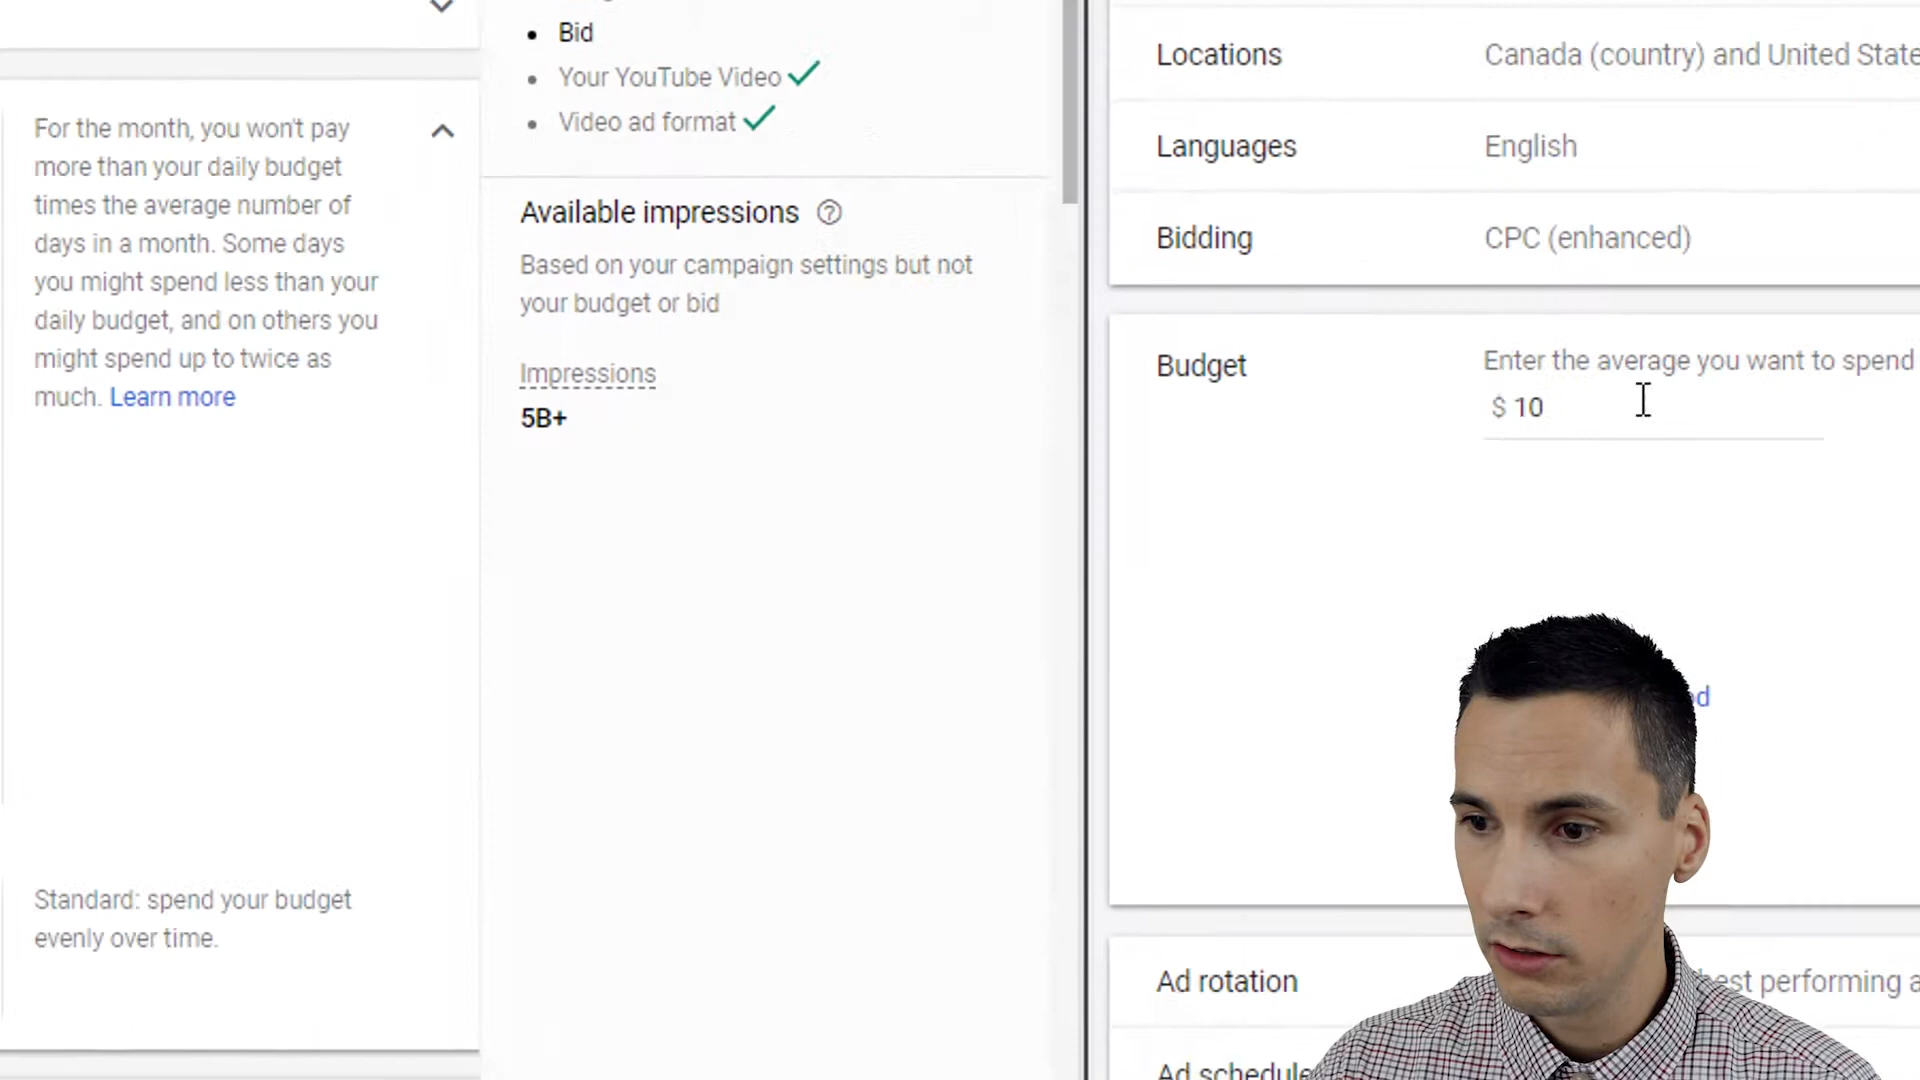 For the month, you won't pay
more than your daily budget
times the average number of
days in a month. Some days
you might spend less than your
daily budget, and on others you
might spend up to twice as
much. Learn more
Standard: spend your budget
evenly over time.
Bid
Your YouTube Video
Video ad format
Available impressions
Based on your campaign settings but not
your budget or bid
Impressions
5B+
Locations Canada (country) and United State
Languages English
Bidding CPC (enhanced)
Budget Enter the average you want to spend
$ 10
Ad rotation best performing a
Ad schedule